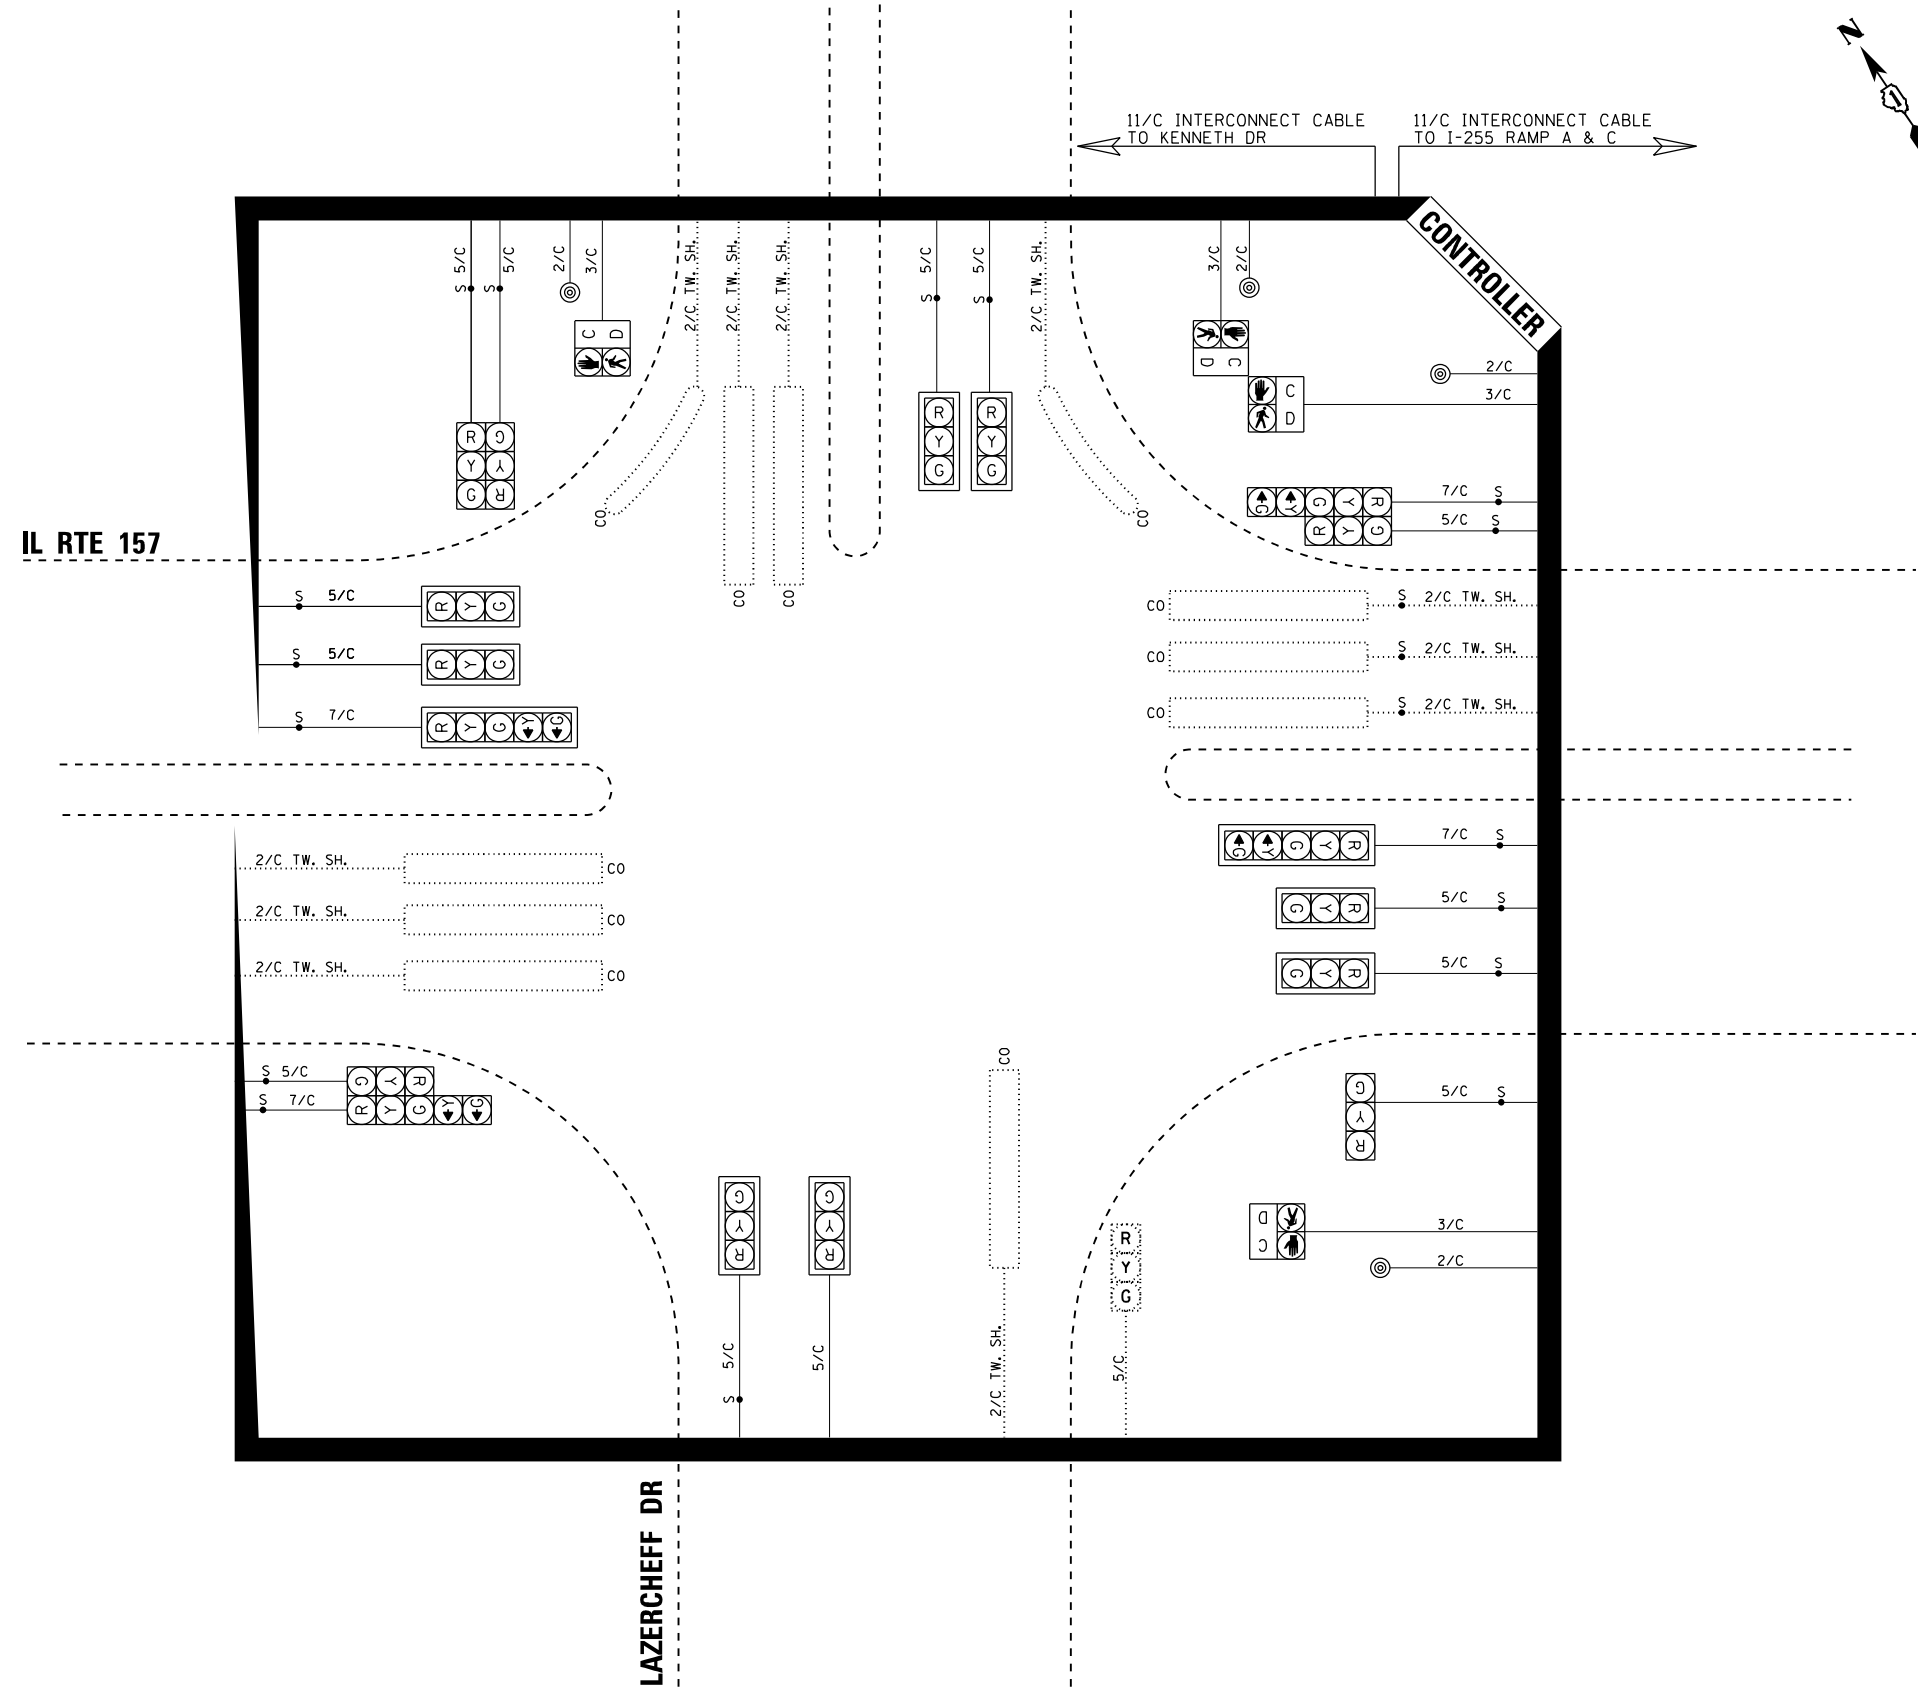 N
1
11/C INTERCONNECT CABLE
TO KENNETH DR
11/C INTERCONNECT CABLE
TO I-255 RAMP A & C
CONTROLLER
S 5/C
S 5/C
2/C
3/C
2/C TW. SH.
2/C TW. SH.
2/C TW. SH.
S 5/C
S 5/C
2/C TW. SH.
3/C
2/C
C D
D C
C
D
2/C
3/C
R G
Y Y
G R
R
Y
G
R
Y
G
CO
CO
CO
CO
G Y G Y R 7/C S
R Y G 5/C S
IL RTE 157
S 5/C R Y G
S 5/C R Y G
S 7/C R Y G Y G
CO S 2/C TW. SH.
CO S 2/C TW. SH.
CO S 2/C TW. SH.
2/C TW. SH. CO
2/C TW. SH. CO
2/C TW. SH. CO
G Y G Y R 7/C S
G Y R 5/C S
G Y R 5/C S
S 5/C G Y R
S 7/C R Y G Y G
G
Y
R
S 5/C
G
Y
R
5/C
CO
2/C TW. SH.
R
Y
G
5/C
G
Y
R
5/C S
D
C
3/C
2/C
LAZERCHEFF DR